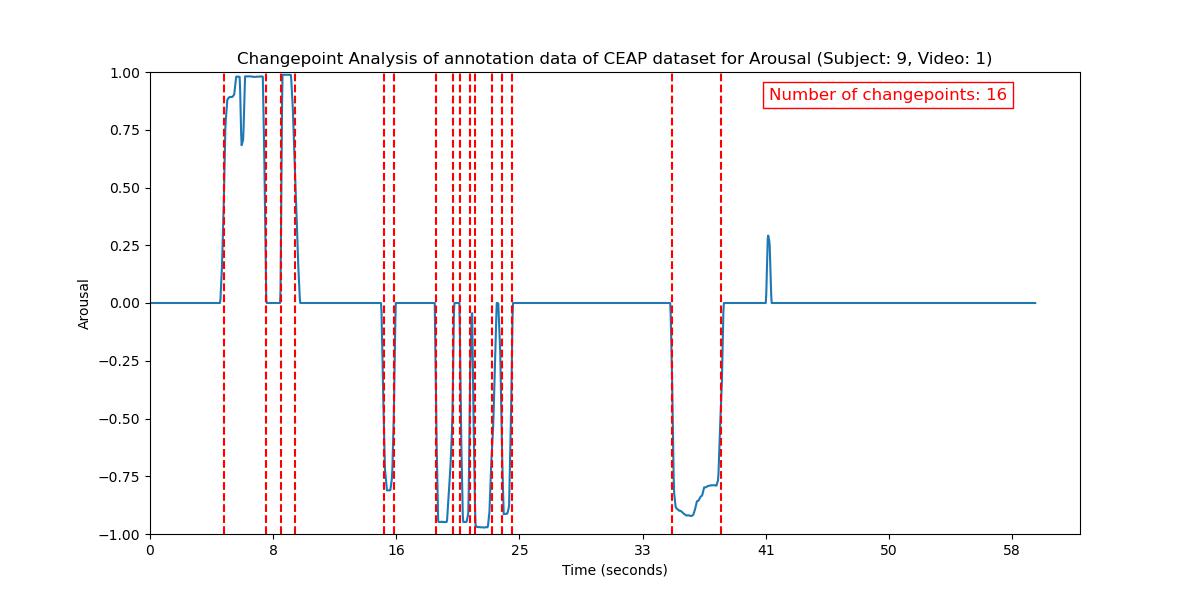 Changepoint Analysis of annotation data of CEAP dataset for Arousal (Subject: 9, Video: 1)
Number of changepoints: 16
Arousal
1.00
0.75
0.50
0.25
0.00
−0.25
−0.50
−0.75
−1.00
0 8 16 25 33 41 50 58
Time (seconds)